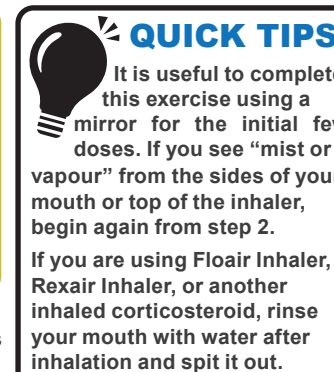 QUICK TIPS
It is useful to complete
this exercise using a
mirror for the initial few
doses. If you see “mist or
vapour” from the sides of your
mouth or top of the inhaler,
begin again from step 2.
If you are using Floair Inhaler,
Rexair Inhaler, or another
inhaled corticosteroid, rinse
your mouth with water after
inhalation and spit it out.